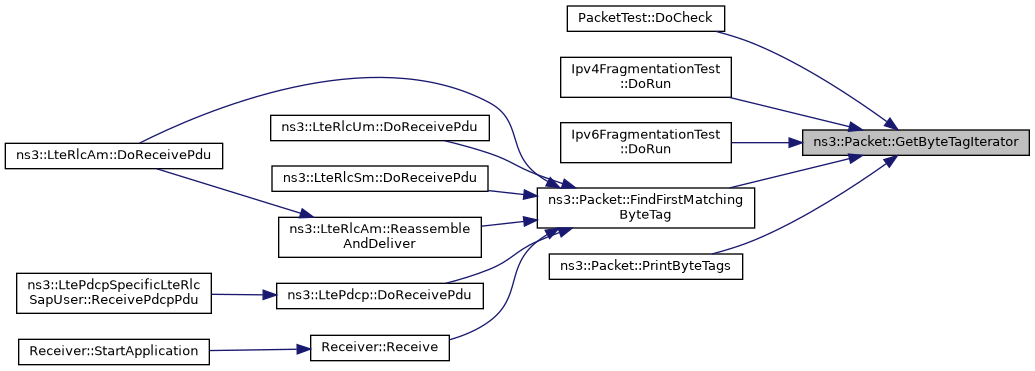 PacketTest::DoCheck
Ipv4FragmentationTest
::DoRun
ns3::LteRlcUm::DoReceivePdu
Ipv6FragmentationTest
::DoRun
ns3::Packet::GetByteTagIterator
ns3::LteRlcAm::DoReceivePdu
ns3::LteRlcSm::DoReceivePdu
ns3::Packet::FindFirstMatching
ByteTag
ns3::LteRlcAm::Reassemble
AndDeliver
ns3::Packet::PrintByteTags
ns3::LtePdcpSpecificLteRlc
SapUser::ReceivePdcpPdu
ns3::LtePdcp::DoReceivePdu
Receiver::StartApplication
Receiver::Receive